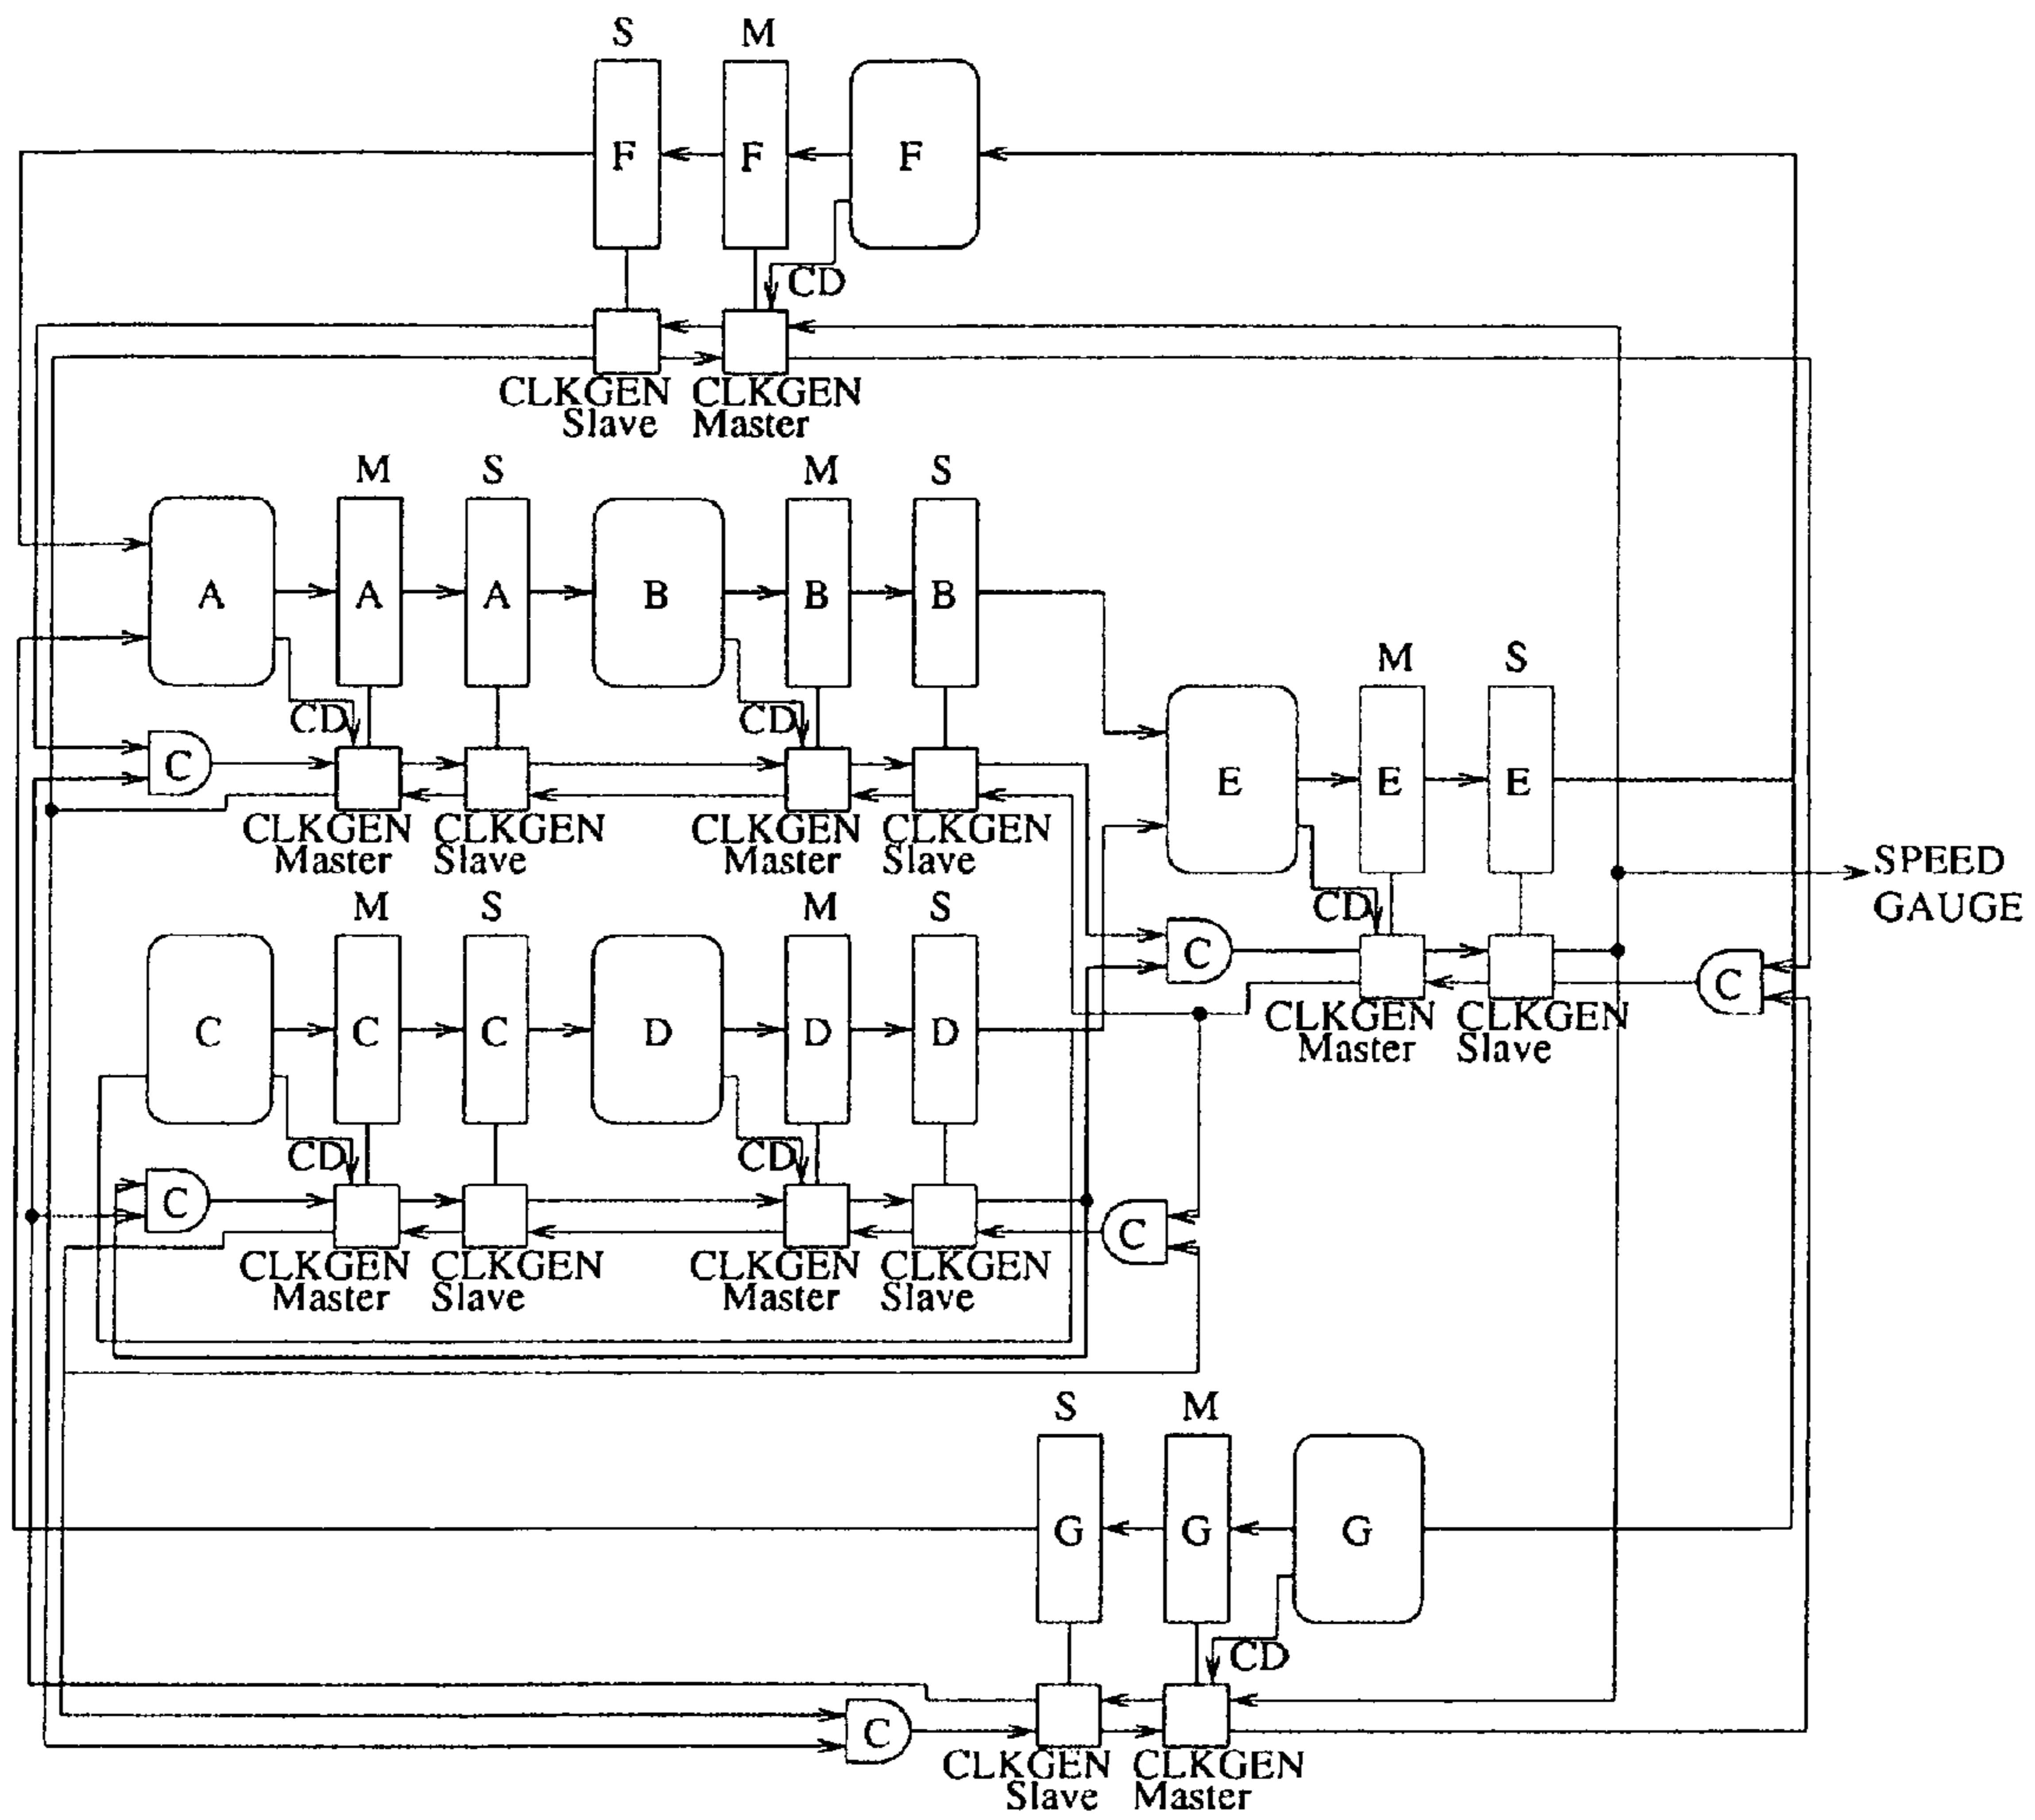 S M
F F F
CD
CLKGEN CLKGEN
Slave Master
M S M S
A A A B B B
M S
CD CD
C
E E E
CLKGEN CLKGEN CLKGEN CLKGEN
Master Slave Master Slave
SPEED
GAUGE
M S M S
CD
C
C
C C C D D D
CLKGEN CLKGEN
Master Slave
CD CD
C
C
CLKGEN CLKGEN CLKGEN CLKGEN
Master Slave Master Slave
S M
G G G
CD
C
CLKGEN CLKGEN
Slave Master